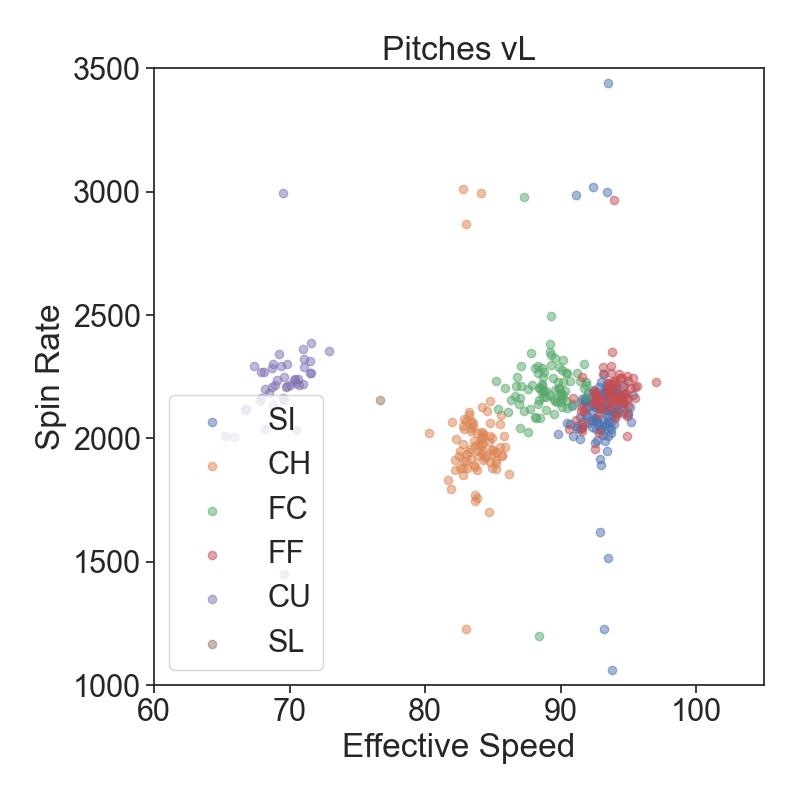 Pitches vL
3500
3000
2500
2000
1500
1000
Spin Rate
SI
CH
FC
FF
CU
SL
60 70 80 90 100
Effective Speed